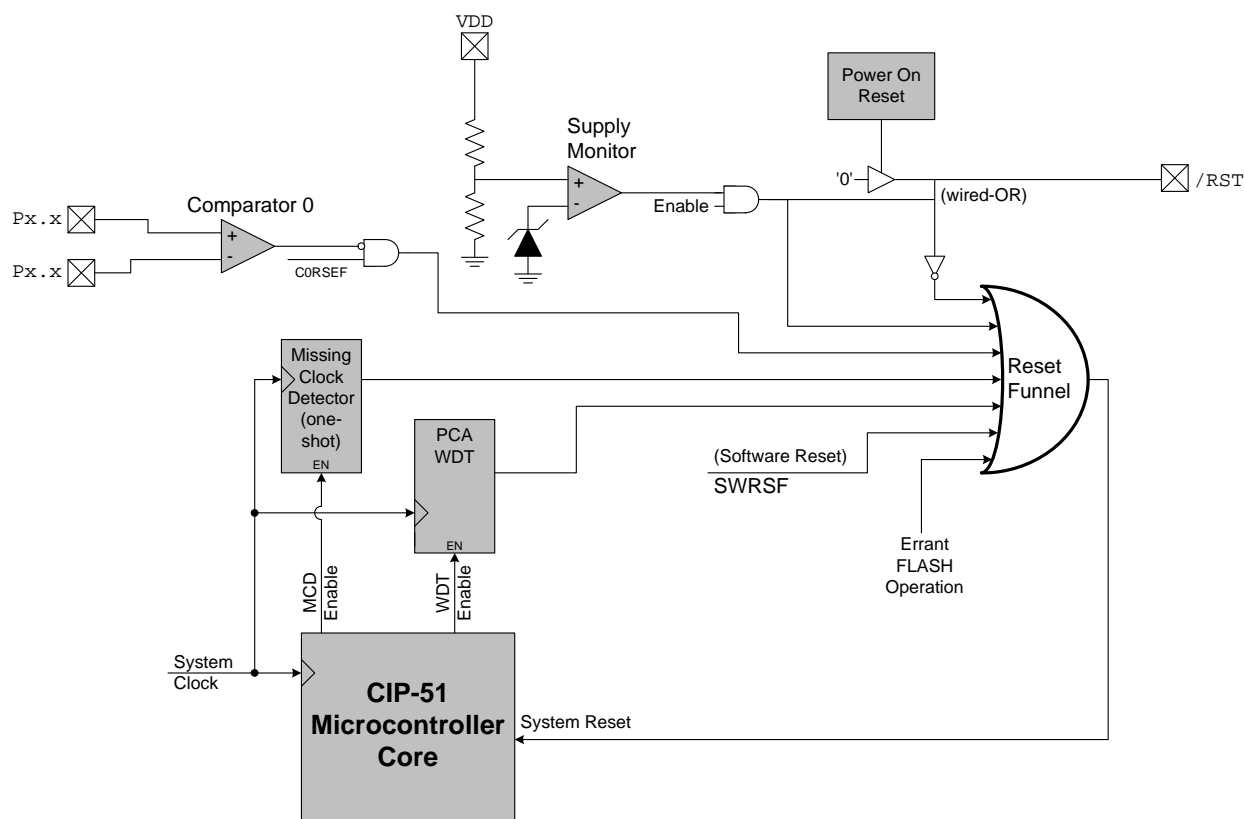 VDD
Power On
Reset
Supply
Monitor
+
-
'0'
/RST
(wired-OR)
Enable
Comparator 0
Px.x
Px.x
+
-
C0RSEF
Missing
Clock
Detector
(one-
shot)
EN
PCA
WDT
EN
Reset
Funnel
(Software Reset)
SWRSF
Errant
FLASH
Operation
MCD
Enable
WDT
Enable
System
Clock
CIP-51
Microcontroller
Core
System Reset